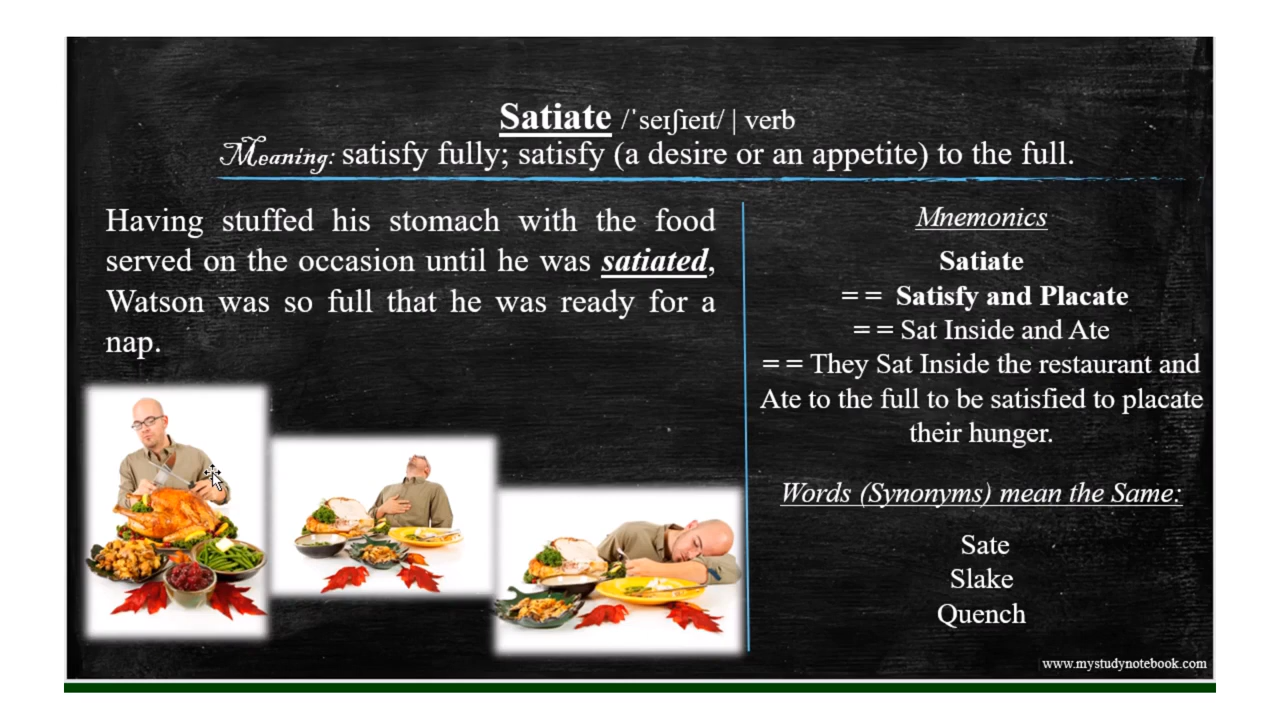 Satiate /ˈseɪʃɪeɪt/ | verb
Meaning: satisfy fully; satisfy (a desire or an appetite) to the full.
Having stuffed his stomach with the food
served on the occasion until he was satiated,
Watson was so full that he was ready for a
nap.
Mnemonics
Satiate
= = Satisfy and Placate
= = Sat Inside and Ate
= = They Sat Inside the restaurant and
Ate to the full to be satisfied to placate
their hunger.
Words (Synonyms) mean the Same:
Sate
Slake
Quench
www.mystudynotebook.com